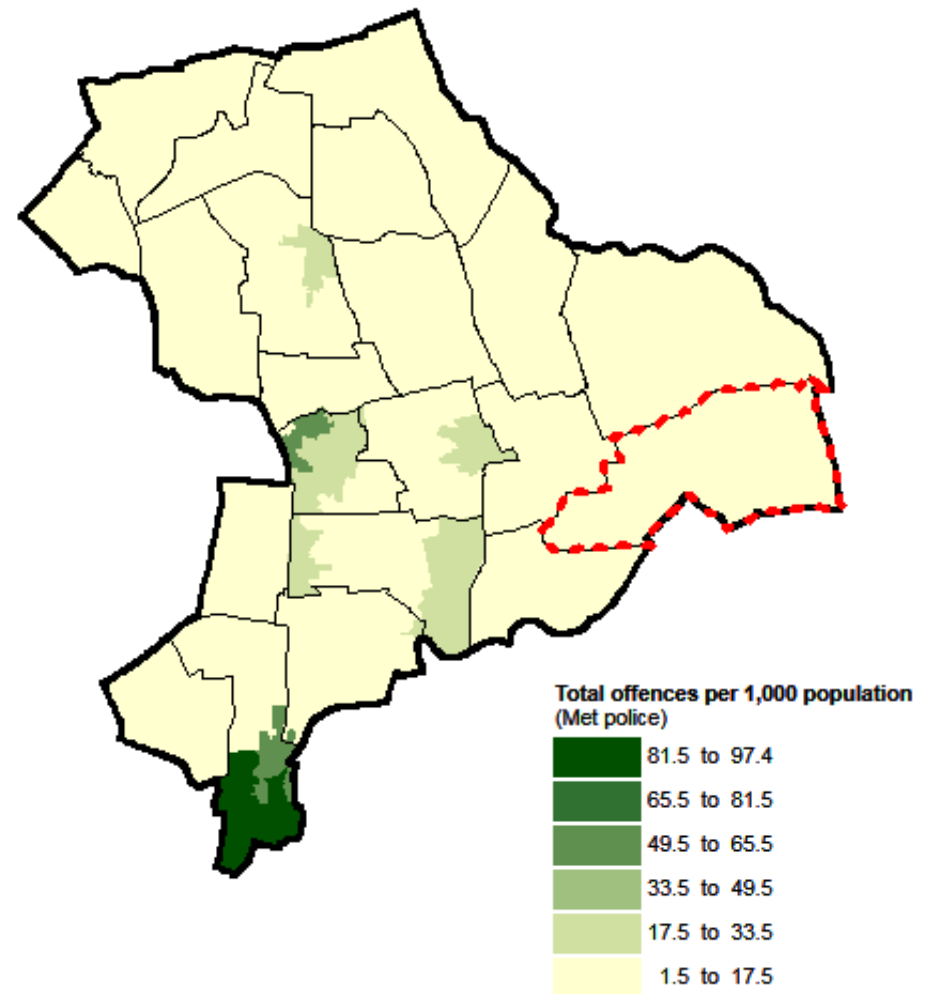 Total offences per 1,000 population
(Met police)
81.5 to 97.4
65.5 to 81.5
49.5 to 65.5
33.5 to 49.5
17.5 to 33.5
1.5 to 17.5